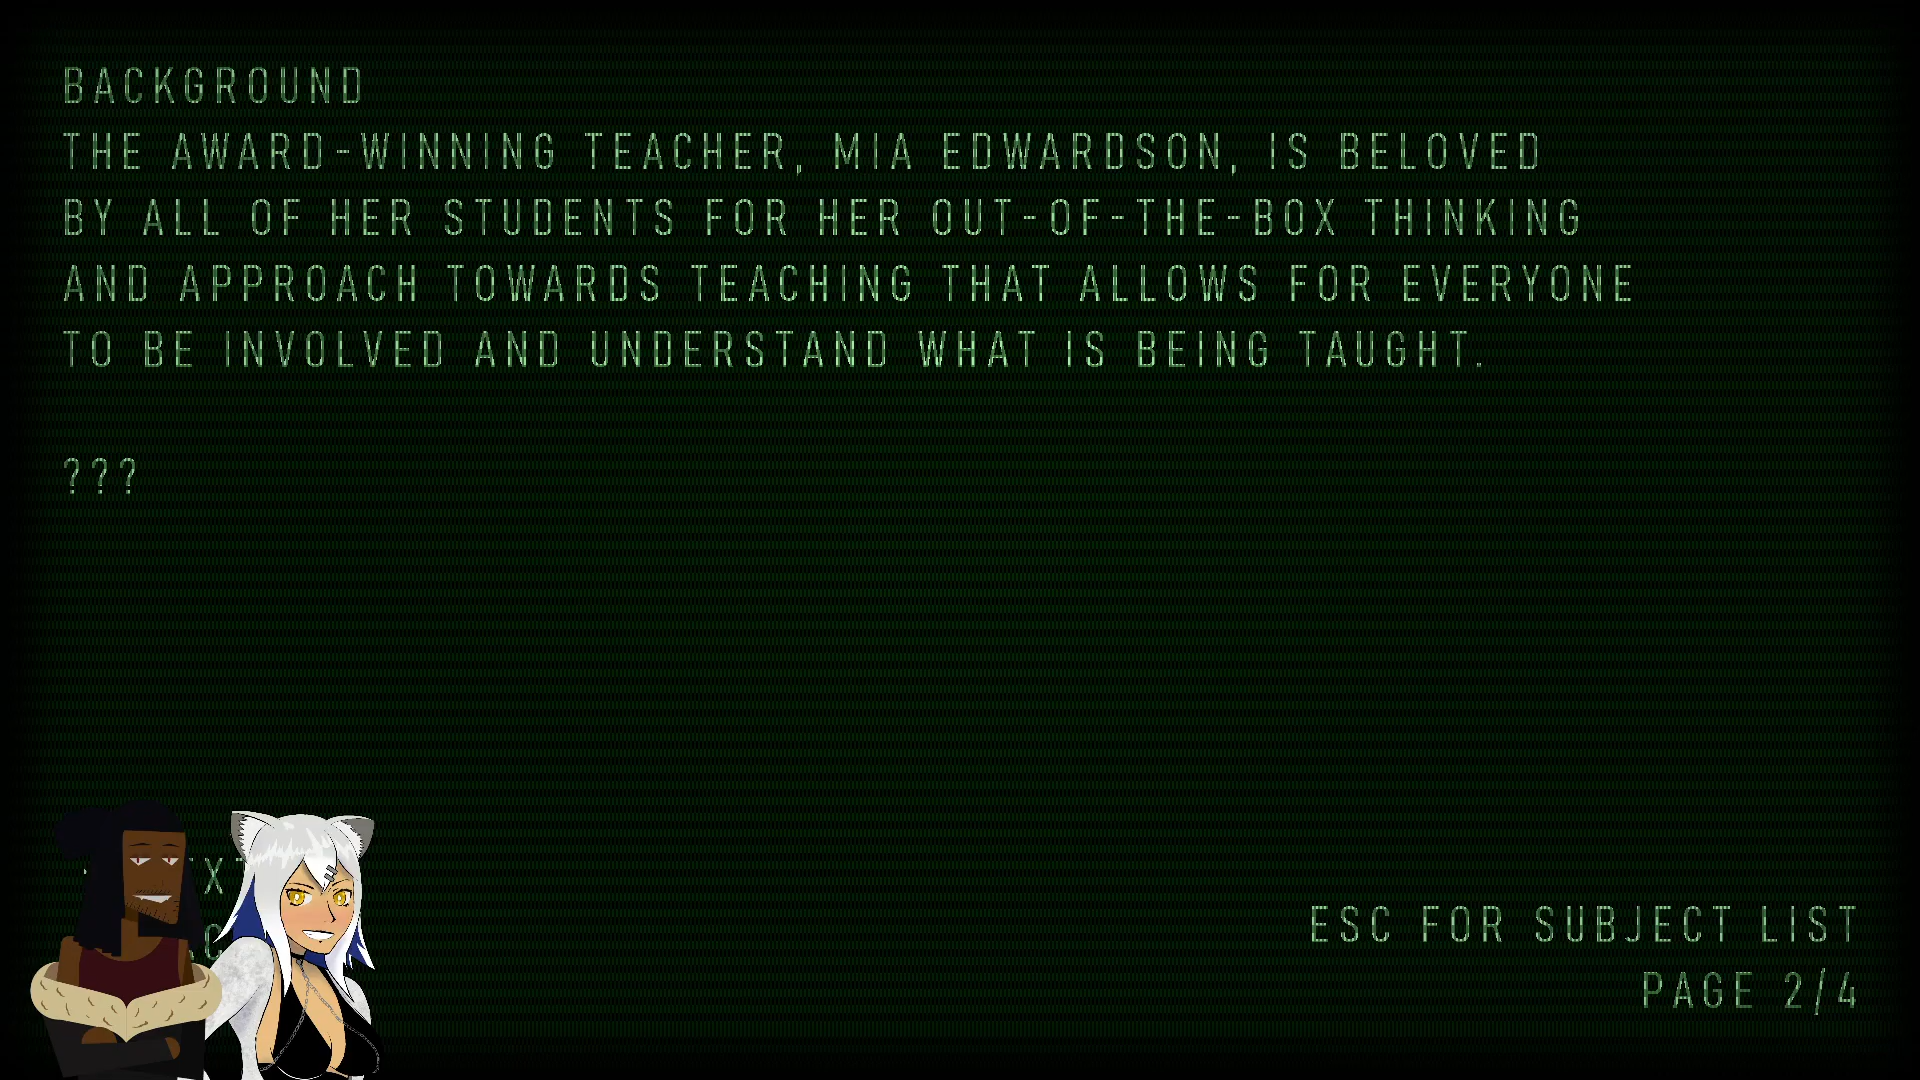 BACKGROUND
THE AWARD-WINNING TEACHER, MIA EDWARDSON, IS BELOVED
BY ALL OF HER STUDENTS FOR HER OUT-OF-THE-BOX THINKING
AND APPROACH TOWARDS TEACHING THAT ALLOWS FOR EVERYONE
TO BE INVOLVED AND UNDERSTAND WHAT IS BEING TAUGHT.
???
ESC FOR SUBJECT LIST
PAGE 2/4